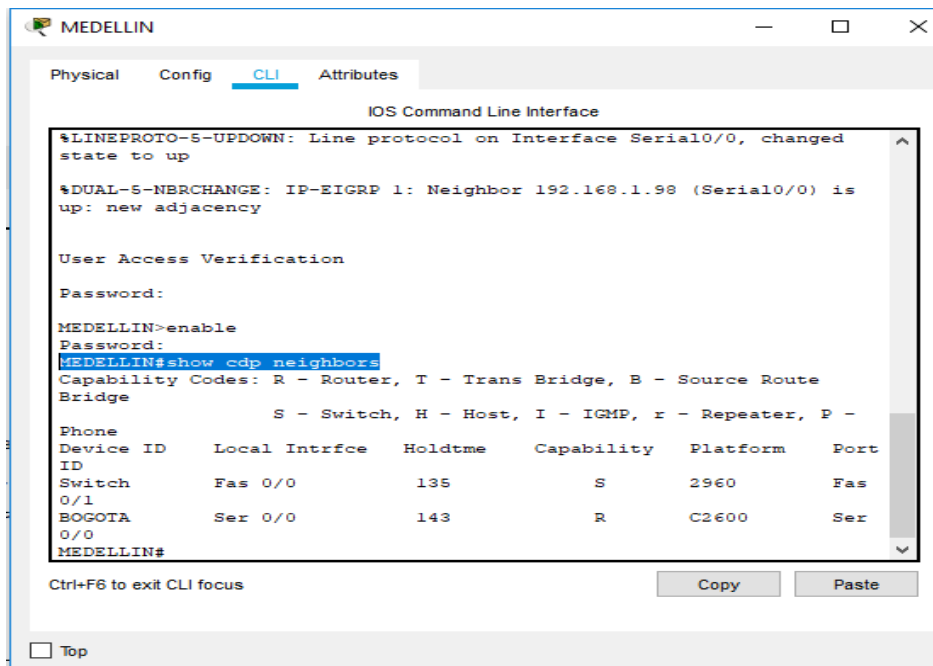 MEDELLIN
Physical Config CLI Attributes
IOS Command Line Interface
%LINEPROTO-5-UPDOWN: Line protocol on Interface Serial0/0, changed
state to up
%DUAL-5-NBRCHANGE: IP-EIGRP 1: Neighbor 192.168.1.98 (Serial0/0) is
up: new adjacency
User Access Verification
Password:
MEDELLIN>enable
Password:
MEDELLIN#show cdp neighbors
Capability Codes: R - Router, T - Trans Bridge, B - Source Route
Bridge
S - Switch, H - Host, I - IGMP, r - Repeater, P -
Phone
Device ID Local Intrfce Holdtme Capability Platform Port
ID
Switch Fas 0/0 135 S 2960 Fas
0/1
BOGOTA Ser 0/0 143 R C2600 Ser
0/0
MEDELLIN#
Ctrl+F6 to exit CLI focus Copy Paste
Top